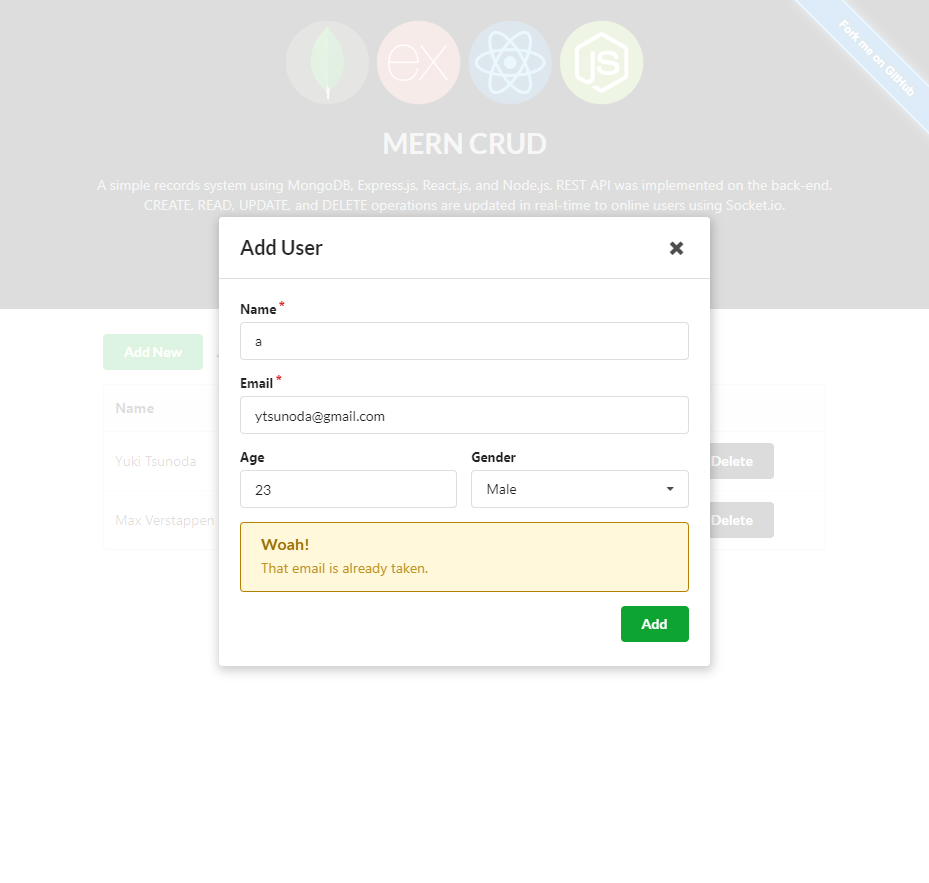 ex
JS
Fork me on GitHub
MERN CRUD
A simple records system using MongoDB, Express.js, React.js, and Node.js. REST API was implemented on the back-end.
CREATE, READ, UPDATE, and DELETE operations are updated in real-time to online users using Socket.io.
Add User
Name *
a
Email *
ytsunoda@gmail.com
Age
Gender
23
Male
Woah!
That email is already taken.
Add
Add New
Name
Yuki Tsunoda
Delete
Max Verstappen
Delete